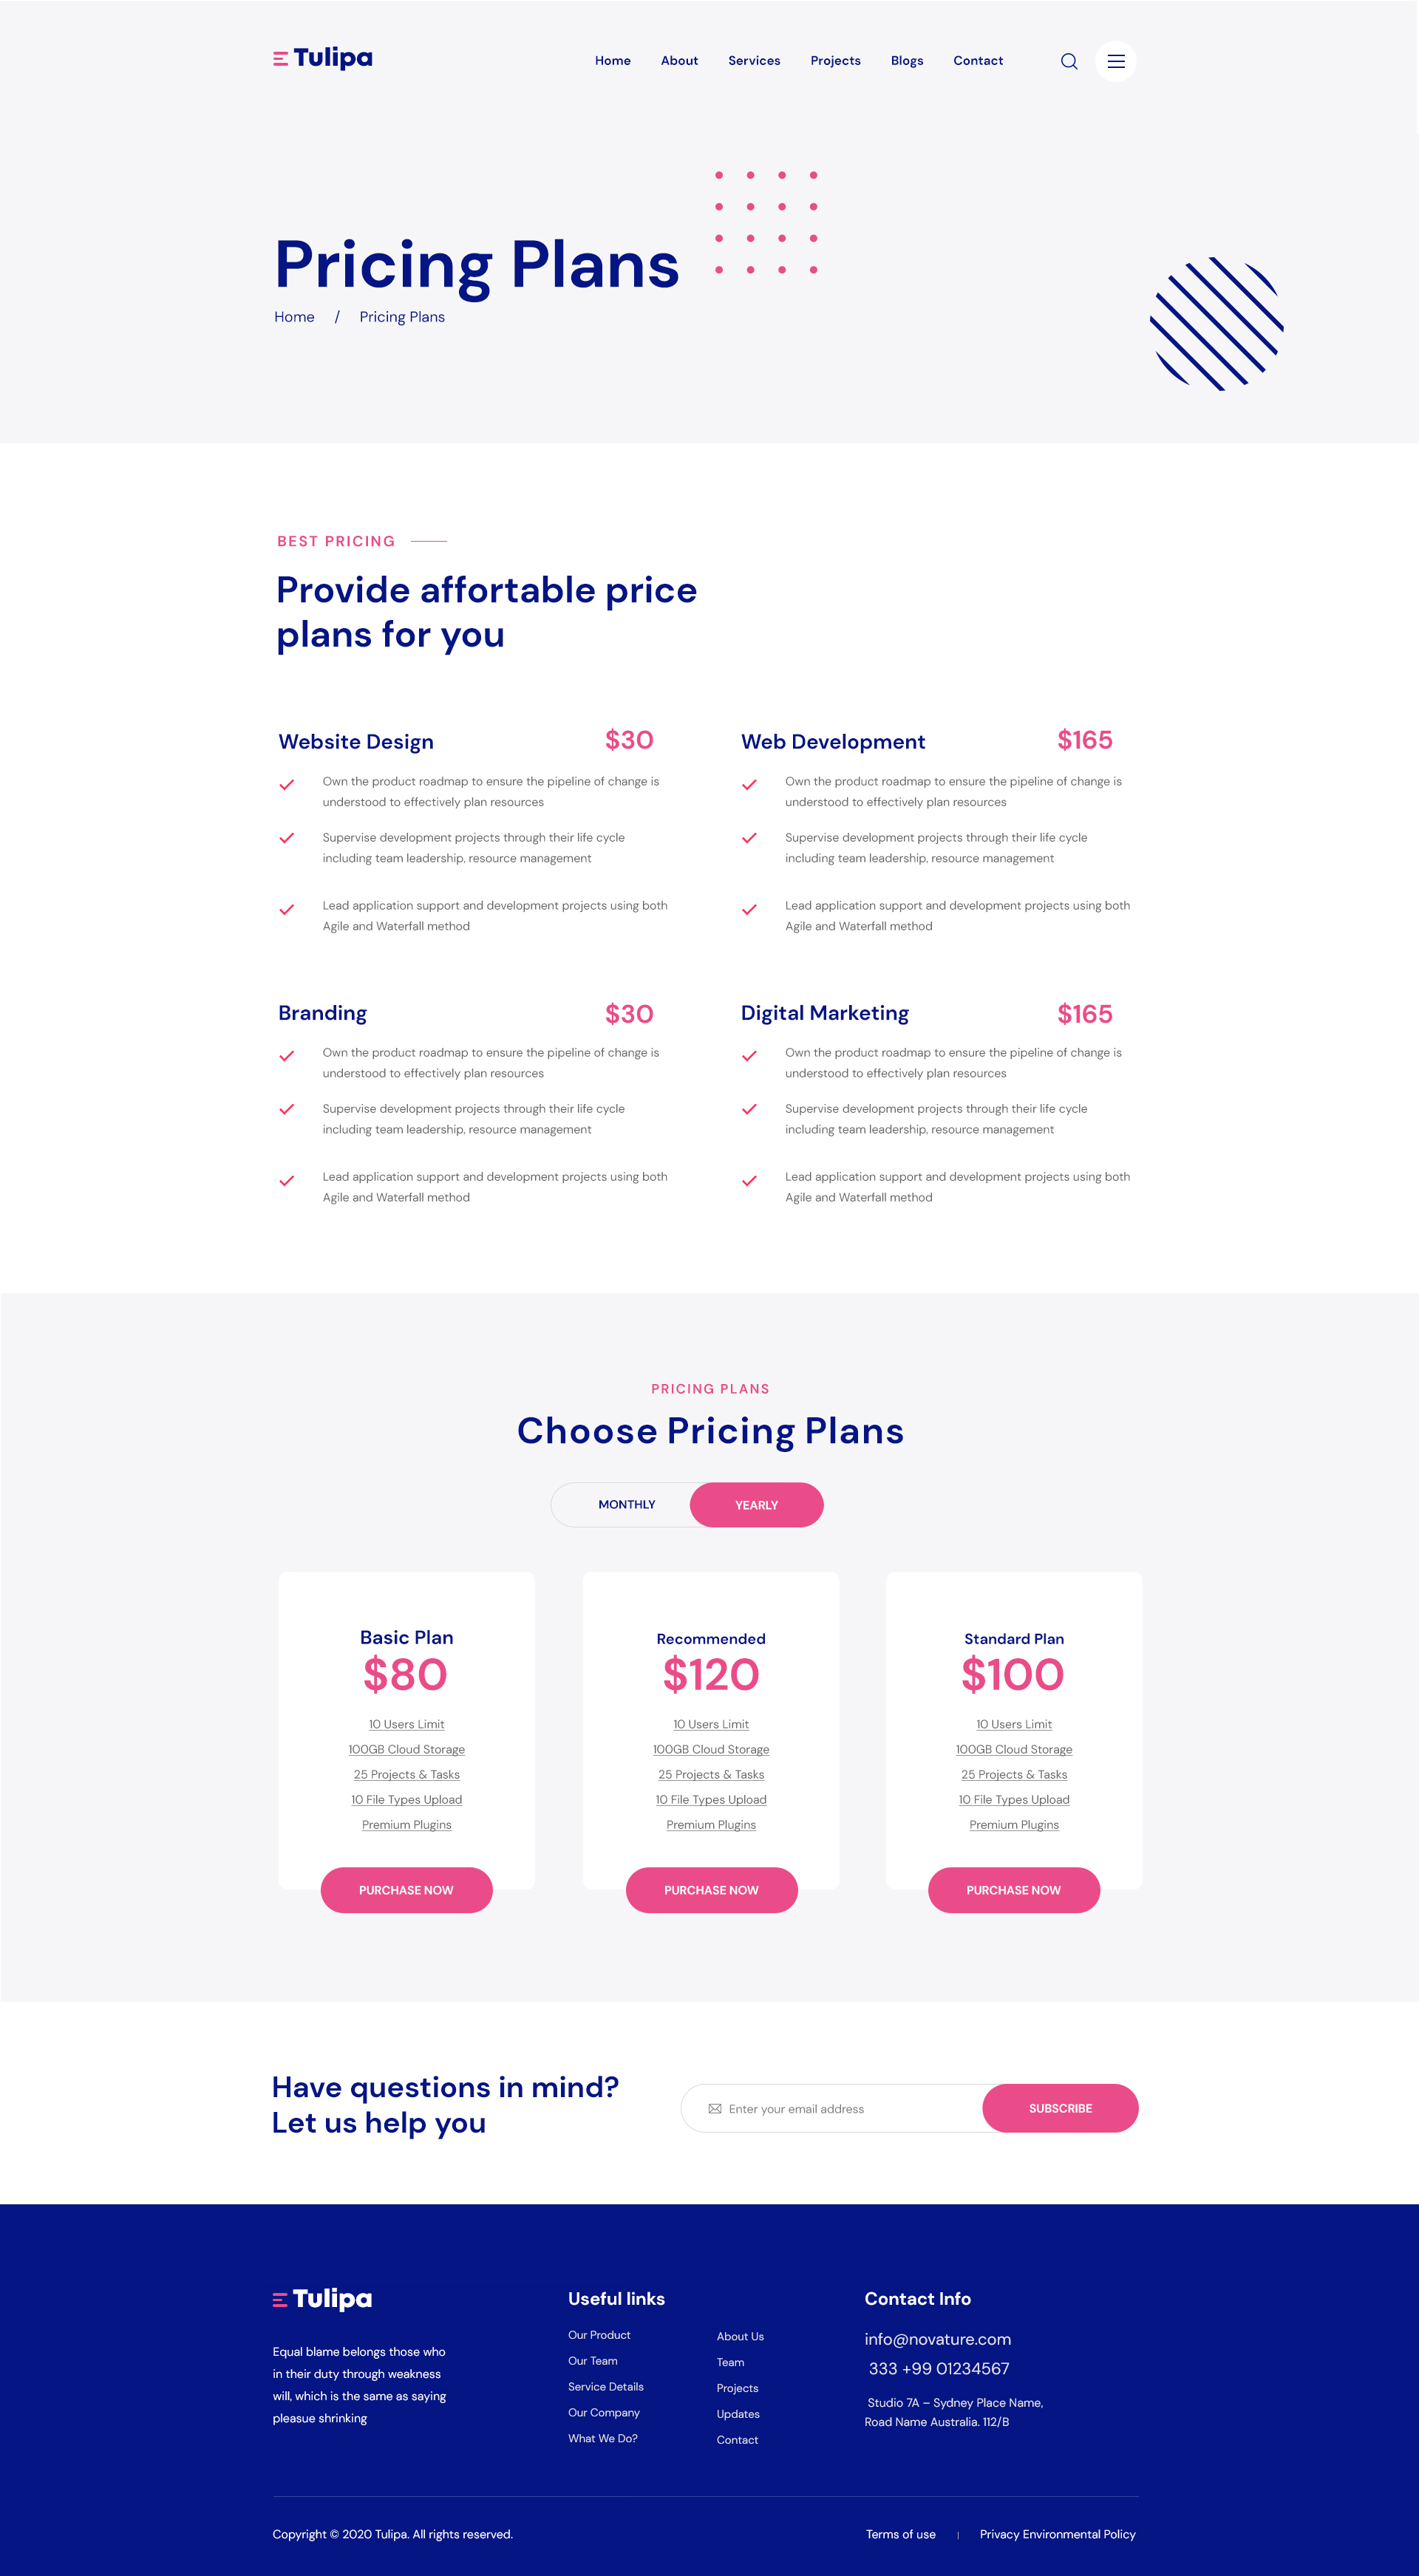 Tulipa
Home About Services Projects Blogs Contact
Pricing Plans
Home / Pricing Plans
BEST PRICING
Provide affortable price
plans for you
Website Design $30
Own the product roadmap to ensure the pipeline of change is
understood to effectively plan resources
Supervise development projects through their life cycle
including team leadership, resource management
Lead application support and development projects using both
Agile and Waterfall method
Web Development $165
Own the product roadmap to ensure the pipeline of change is
understood to effectively plan resources
Supervise development projects through their life cycle
including team leadership, resource management
Lead application support and development projects using both
Agile and Waterfall method
Branding $30
Own the product roadmap to ensure the pipeline of change is
understood to effectively plan resources
Supervise development projects through their life cycle
including team leadership, resource management
Lead application support and development projects using both
Agile and Waterfall method
Digital Marketing $165
Own the product roadmap to ensure the pipeline of change is
understood to effectively plan resources
Supervise development projects through their life cycle
including team leadership, resource management
Lead application support and development projects using both
Agile and Waterfall method
PRICING PLANS
Choose Pricing Plans
MONTHLY YEARLY
Basic Plan
$80
10 Users Limit
100GB Cloud Storage
25 Projects & Tasks
10 File Types Upload
Premium Plugins
PURCHASE NOW
Recommended
$120
10 Users Limit
100GB Cloud Storage
25 Projects & Tasks
10 File Types Upload
Premium Plugins
PURCHASE NOW
Standard Plan
$100
10 Users Limit
100GB Cloud Storage
25 Projects & Tasks
10 File Types Upload
Premium Plugins
PURCHASE NOW
Have questions in mind?
Let us help you
Enter your email address
SUBSCRIBE
Tulipa
Equal blame belongs those who
in their duty through weakness
will, which is the same as saying
pleasue shrinking
Useful links
Our Product
Our Team
Service Details
Our Company
What We Do?
About Us
Team
Projects
Updates
Contact
Contact Info
info@novature.com
333 +99 01234567
Studio 7A – Sydney Place Name,
Road Name Australia. 112/B
Copyright © 2020 Tulipa. All rights reserved.
Terms of use | Privacy Environmental Policy